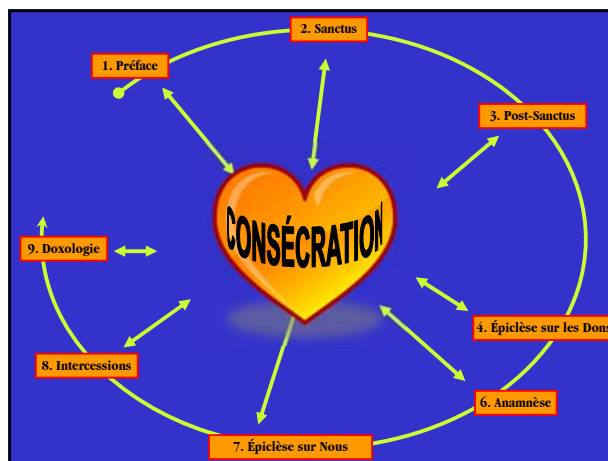 1. Préface
2. Sanctus
3. Post-Sanctus
CONSÉCRATION
4. Épiclèse sur les Dons
6. Anamnèse
7. Épiclèse sur Nous
8. Intercessions
9. Doxologie